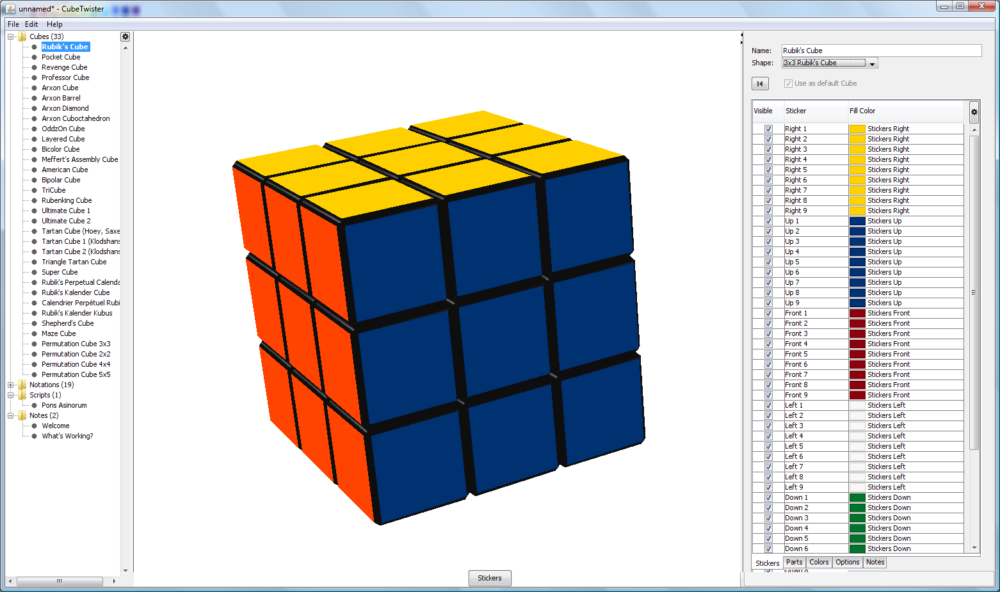 unnamed* - CubeTwister
File Edit Help
Cubes (33)
Rubik's Cube
Pocket Cube
Revenge Cube
Professor Cube
Arxon Cube
Arxon Barrel
Arxon Diamond
Arxon Cuboctahedron
OddzOn Cube
Layered Cube
Bicolor Cube
Meffert's Assembly Cube
American Cube
Bipolar Cube
TriCube
Rubenking Cube
Ultimate Cube 1
Ultimate Cube 2
Tartan Cube (Hoey, Saxe
Tartan Cube 1 (Klodshans
Tartan Cube 2 (Klodshans
Triangle Tartan Cube
Super Cube
Rubik's Perpetual Calenda
Rubik's Kalender Cube
Calendrier Perpétuel Rubi
Rubik's Kalender Kubus
Shepherd's Cube
Maze Cube
Permutation Cube 3x3
Permutation Cube 2x2
Permutation Cube 4x4
Permutation Cube 5x5
Notations (19)
Scripts (1)
Pons Asinorum
Notes (2)
Welcome
What's Working?
Stickers
Name: Rubik's Cube
Shape: 3x3 Rubik's Cube
Use as default Cube
Visible Sticker Fill Color
Right 1 Stickers Right
Right 2 Stickers Right
Right 3 Stickers Right
Right 4 Stickers Right
Right 5 Stickers Right
Right 6 Stickers Right
Right 7 Stickers Right
Right 8 Stickers Right
Right 9 Stickers Right
Up 1 Stickers Up
Up 2 Stickers Up
Up 3 Stickers Up
Up 4 Stickers Up
Up 5 Stickers Up
Up 6 Stickers Up
Up 7 Stickers Up
Up 8 Stickers Up
Up 9 Stickers Up
Front 1 Stickers Front
Front 2 Stickers Front
Front 3 Stickers Front
Front 4 Stickers Front
Front 5 Stickers Front
Front 6 Stickers Front
Front 7 Stickers Front
Front 8 Stickers Front
Front 9 Stickers Front
Left 1 Stickers Left
Left 2 Stickers Left
Left 3 Stickers Left
Left 4 Stickers Left
Left 5 Stickers Left
Left 6 Stickers Left
Left 7 Stickers Left
Left 8 Stickers Left
Left 9 Stickers Left
Down 1 Stickers Down
Down 2 Stickers Down
Down 3 Stickers Down
Down 4 Stickers Down
Down 5 Stickers Down
Down 6 Stickers Down
Stickers Parts Colors Options Notes